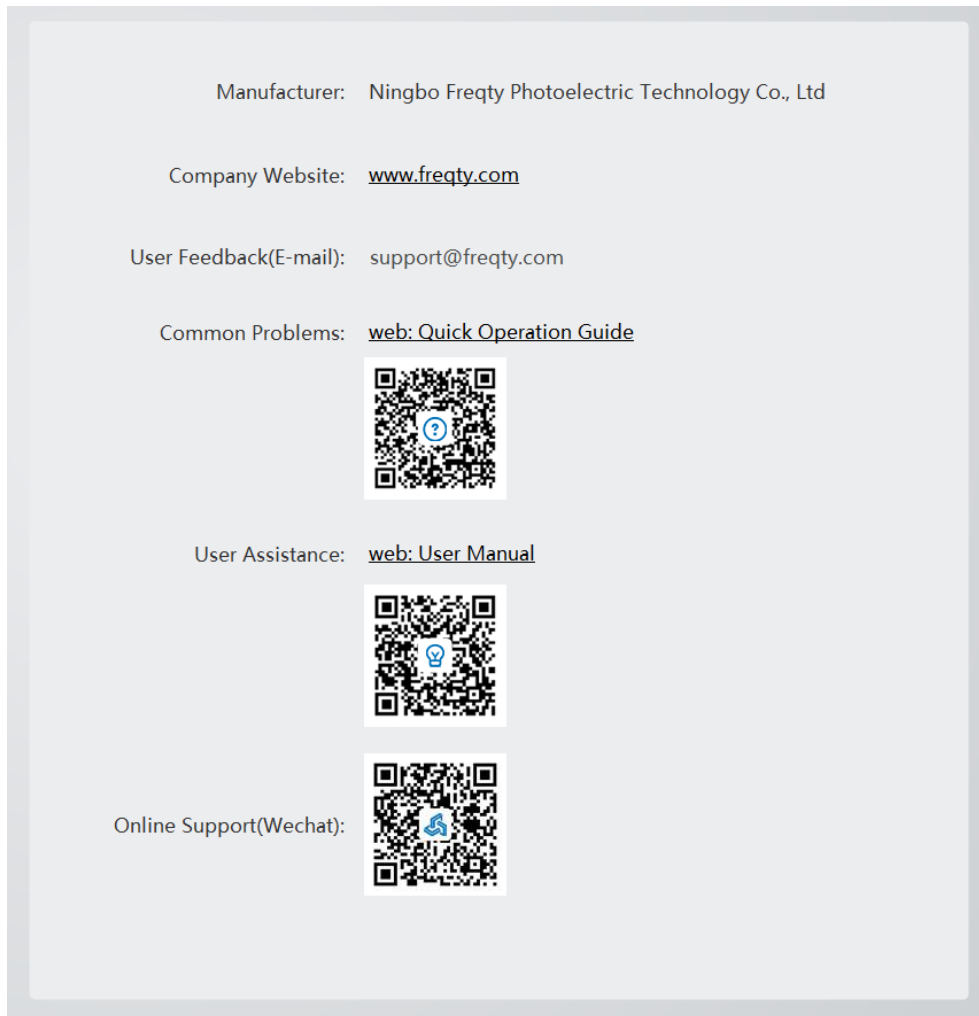 Manufacturer: Ningbo Freqty Photoelectric Technology Co., Ltd
Company Website: www.freqty.com
User Feedback(E-mail): support@freqty.com
Common Problems: web: Quick Operation Guide
User Assistance: web: User Manual
Online Support(Wechat):